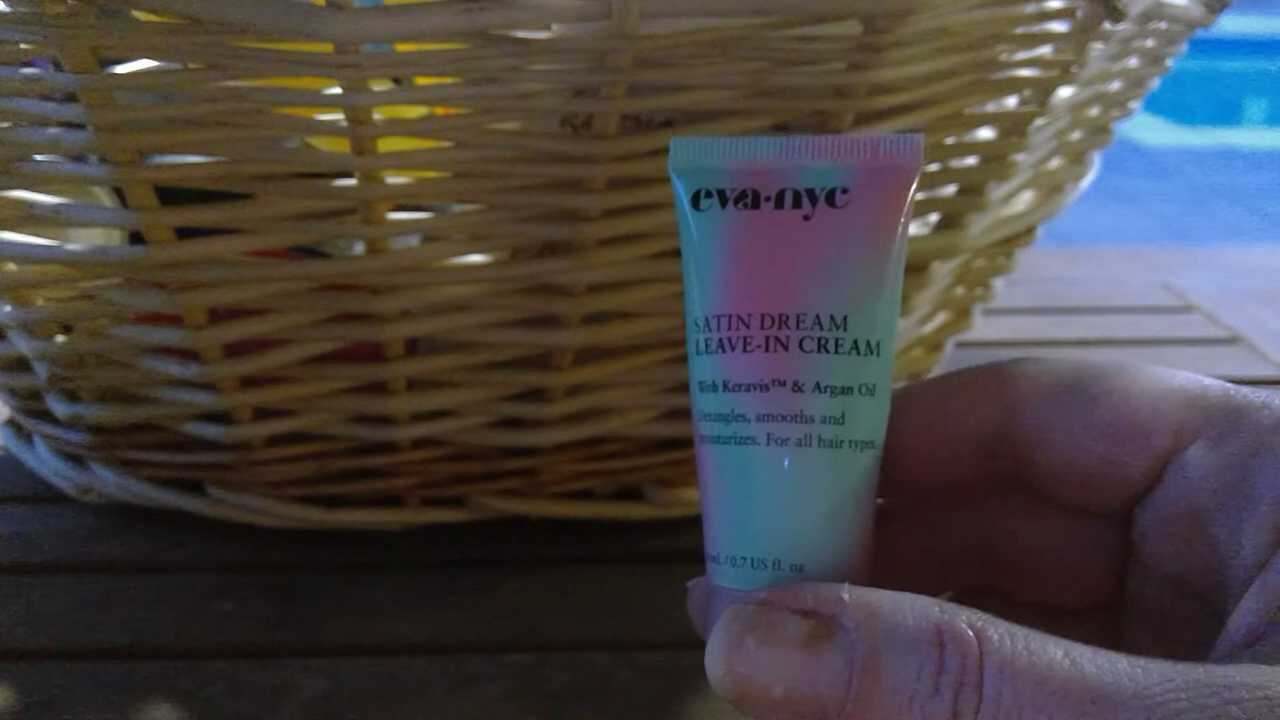 eva·nyc
SATIN DREAM
LEAVE-IN CREAM
With Keravis™ & Argan Oil
Detangles, smooths and
moisturizes. For all hair types.
mL / 0.7 US fl. oz